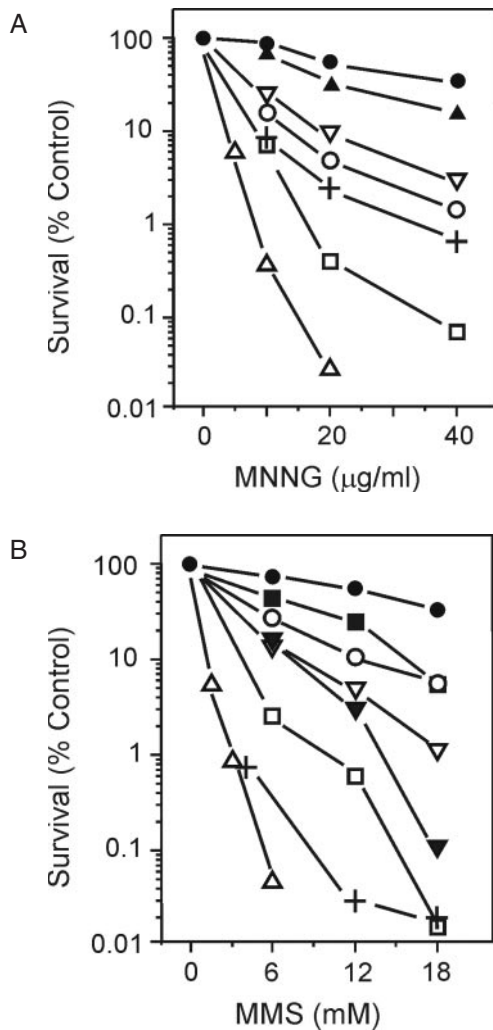 A
Survival (% Control)
100
10
1
0.1
0.01
0
20
40
MNNG (μg/ml)
B
Survival (% Control)
100
10
1
0.1
0.01
0
6
12
18
MMS (mM)